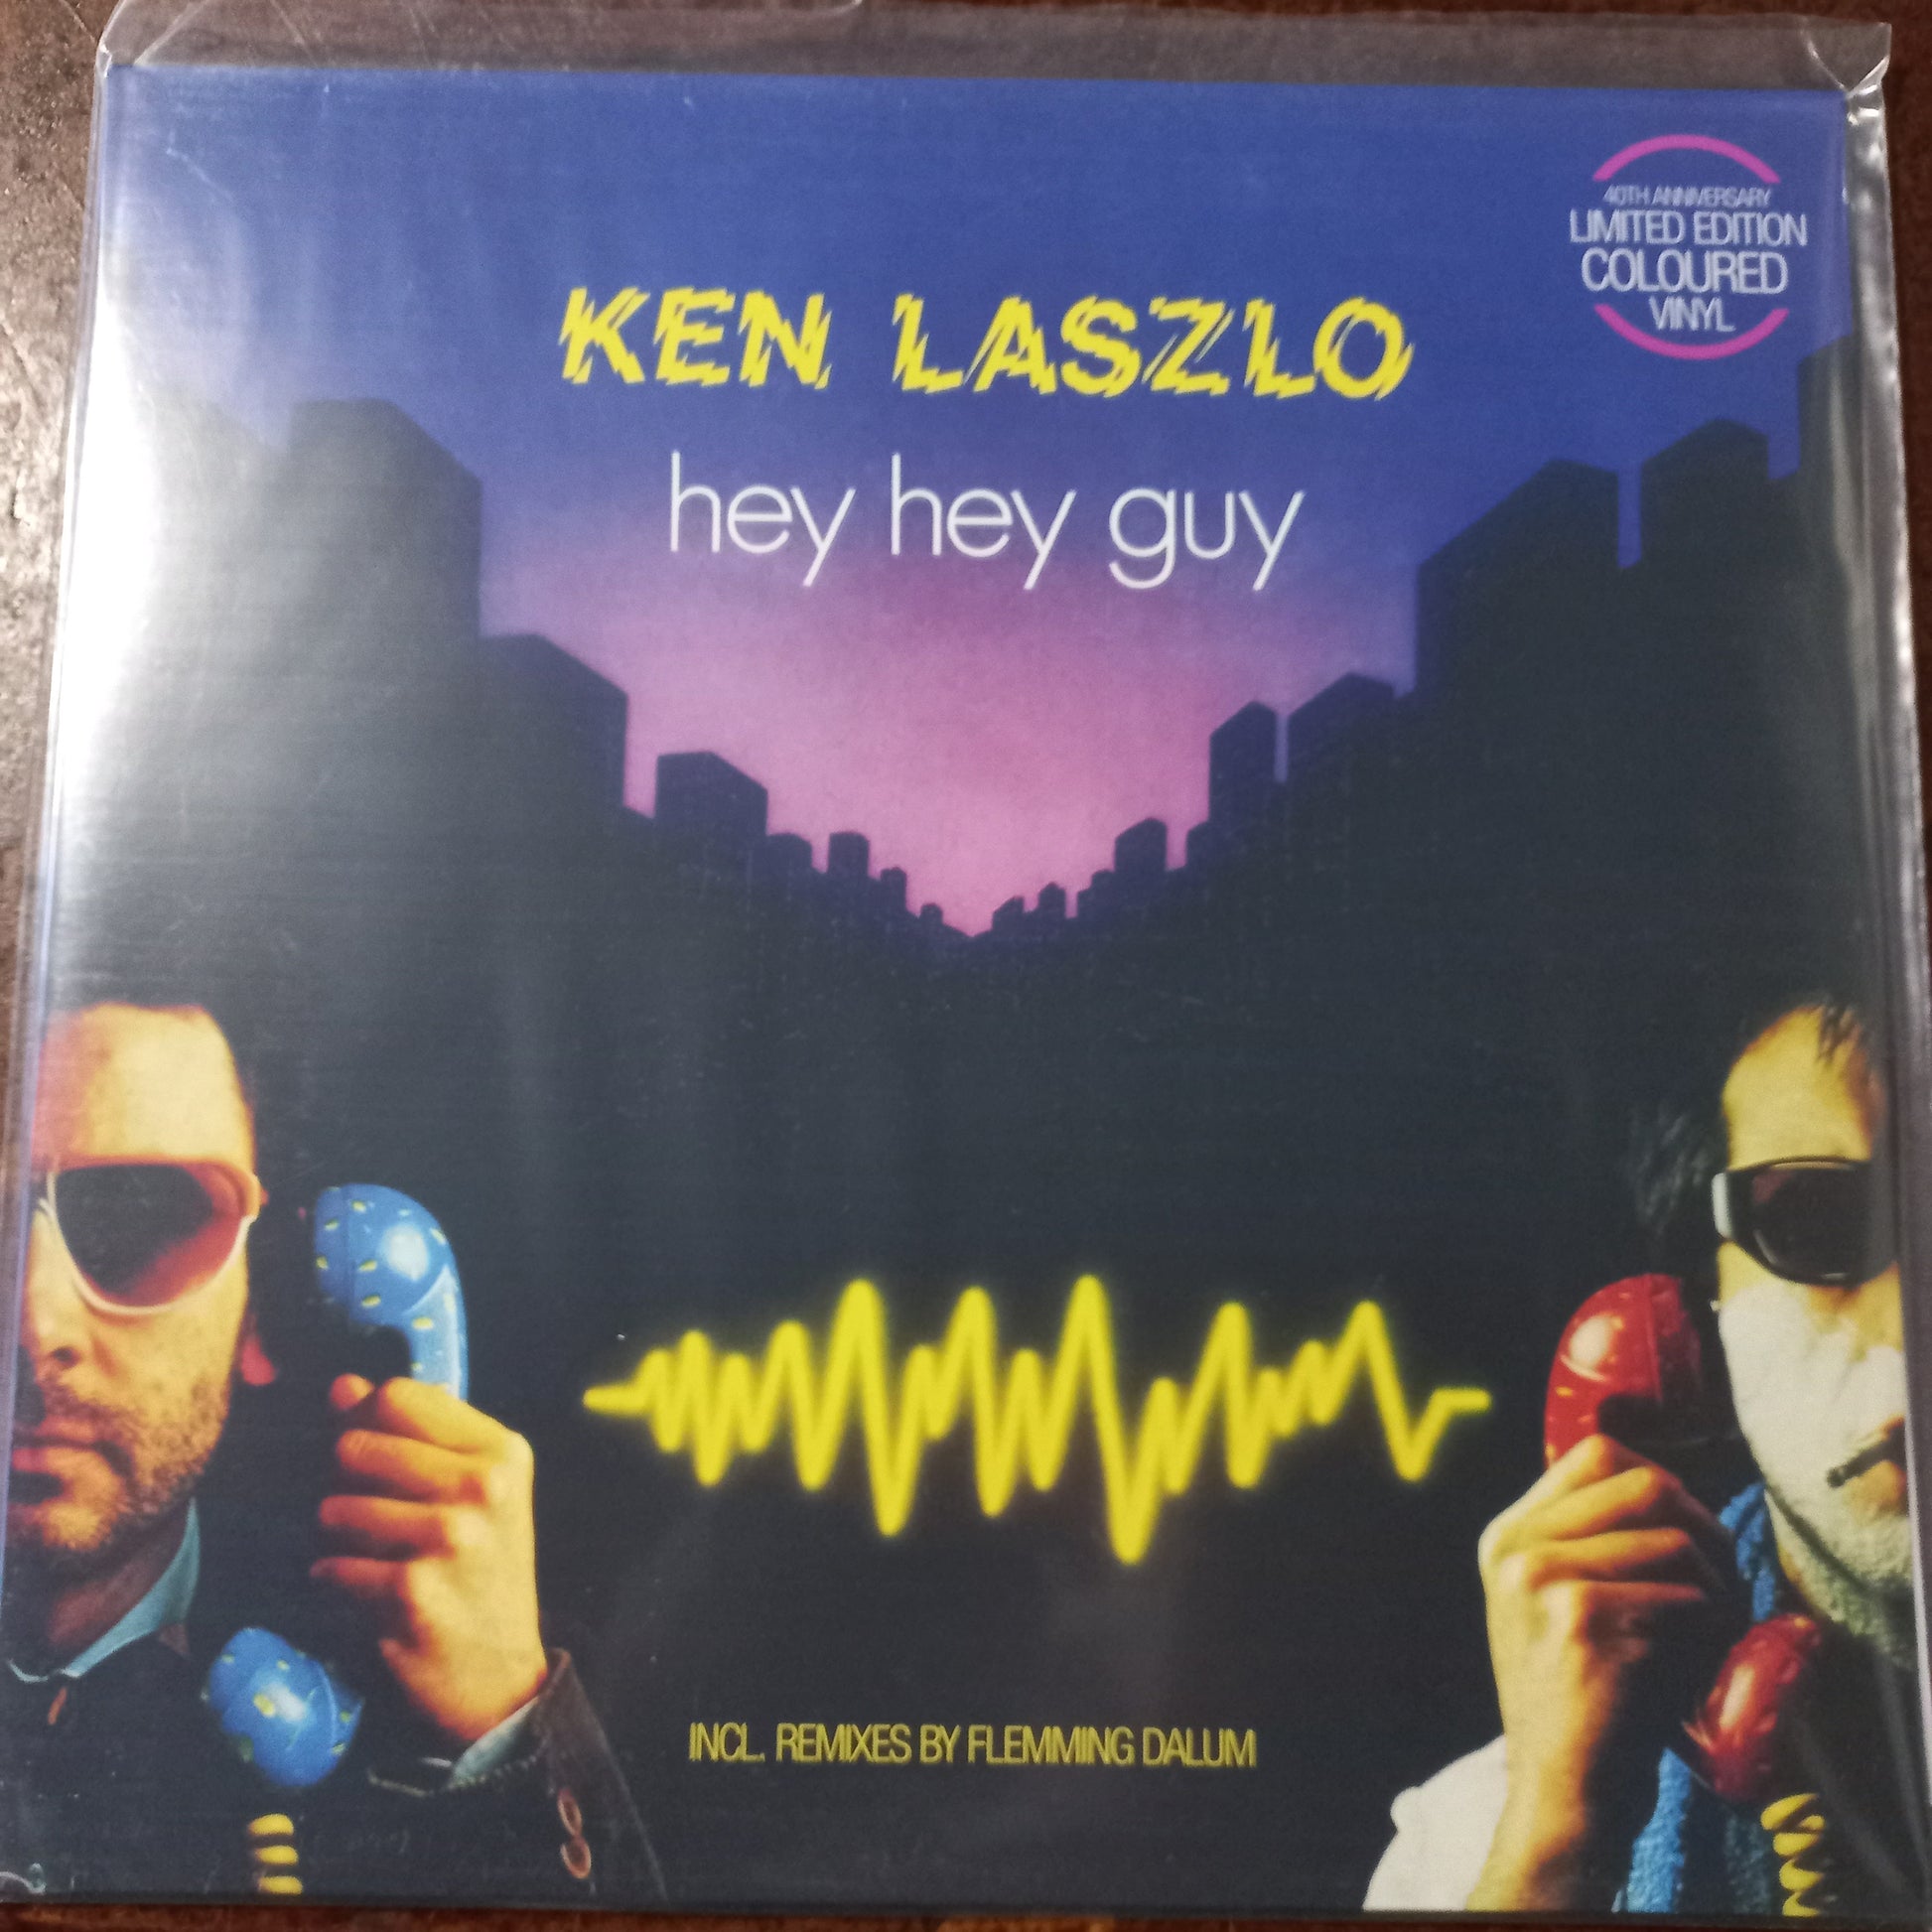 40TH ANNIVERSARY
LIMITED EDITION
COLOURED
VINYL
KEN LASZLO
hey hey guy
INCL. REMIXES BY FLEMMING DALUM